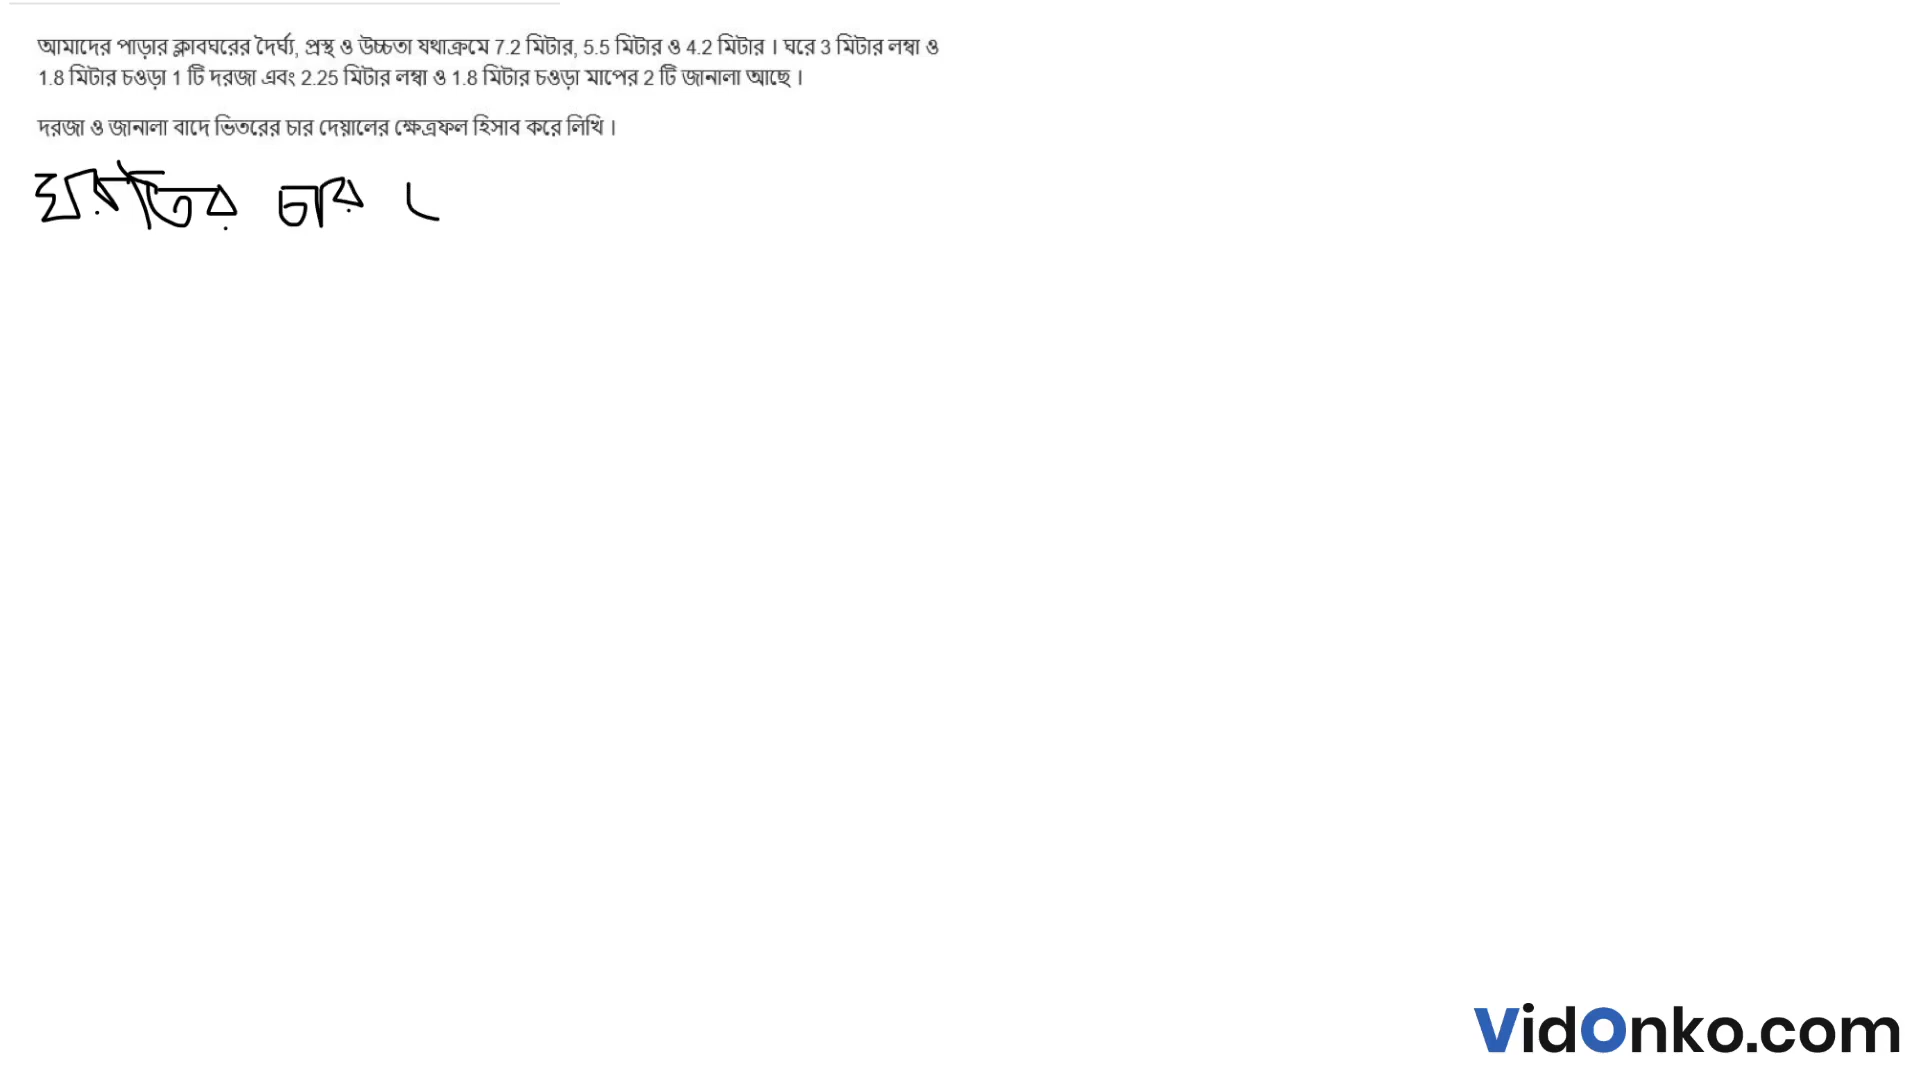 আমাদের পাড়ার ক্লাবঘরের দৈর্ঘ্য, প্রস্থ ও উচ্চতা যথাক্রমে 7.2 মিটার, 5.5 মিটার ও 4.2 মিটার । ঘরে 3 মিটার লম্বা ও
1.8 মিটার চওড়া 1 টি দরজা এবং 2.25 মিটার লম্বা ও 1.8 মিটার চওড়া মাপের 2 টি জানালা আছে ।
দরজা ও জানালা বাদে ভিতরের চার দেয়ালের ক্ষেত্রফল হিসাব করে লিখি ।
ঘরটির চার
VidOnko.com